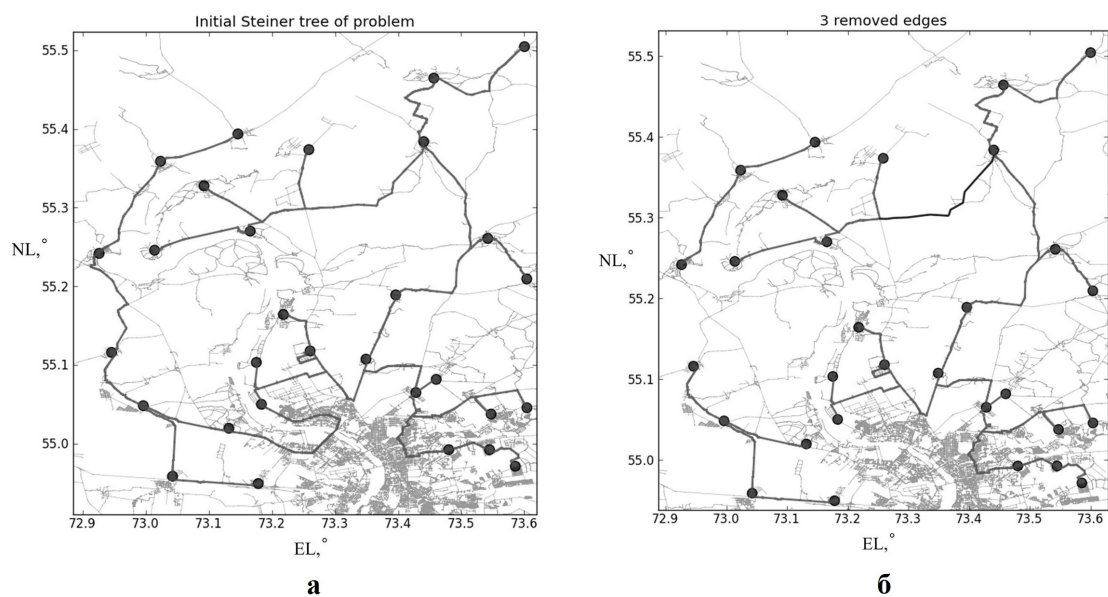 Initial Steiner tree of problem
55.5
55.4
55.3
NL,°
55.2
55.1
55.0
72.9 73.0 73.1 73.2 73.3 73.4 73.5 73.6
EL,°
а
3 removed edges
55.5
55.4
55.3
NL,°
55.2
55.1
55.0
72.9 73.0 73.1 73.2 73.3 73.4 73.5 73.6
EL,°
б